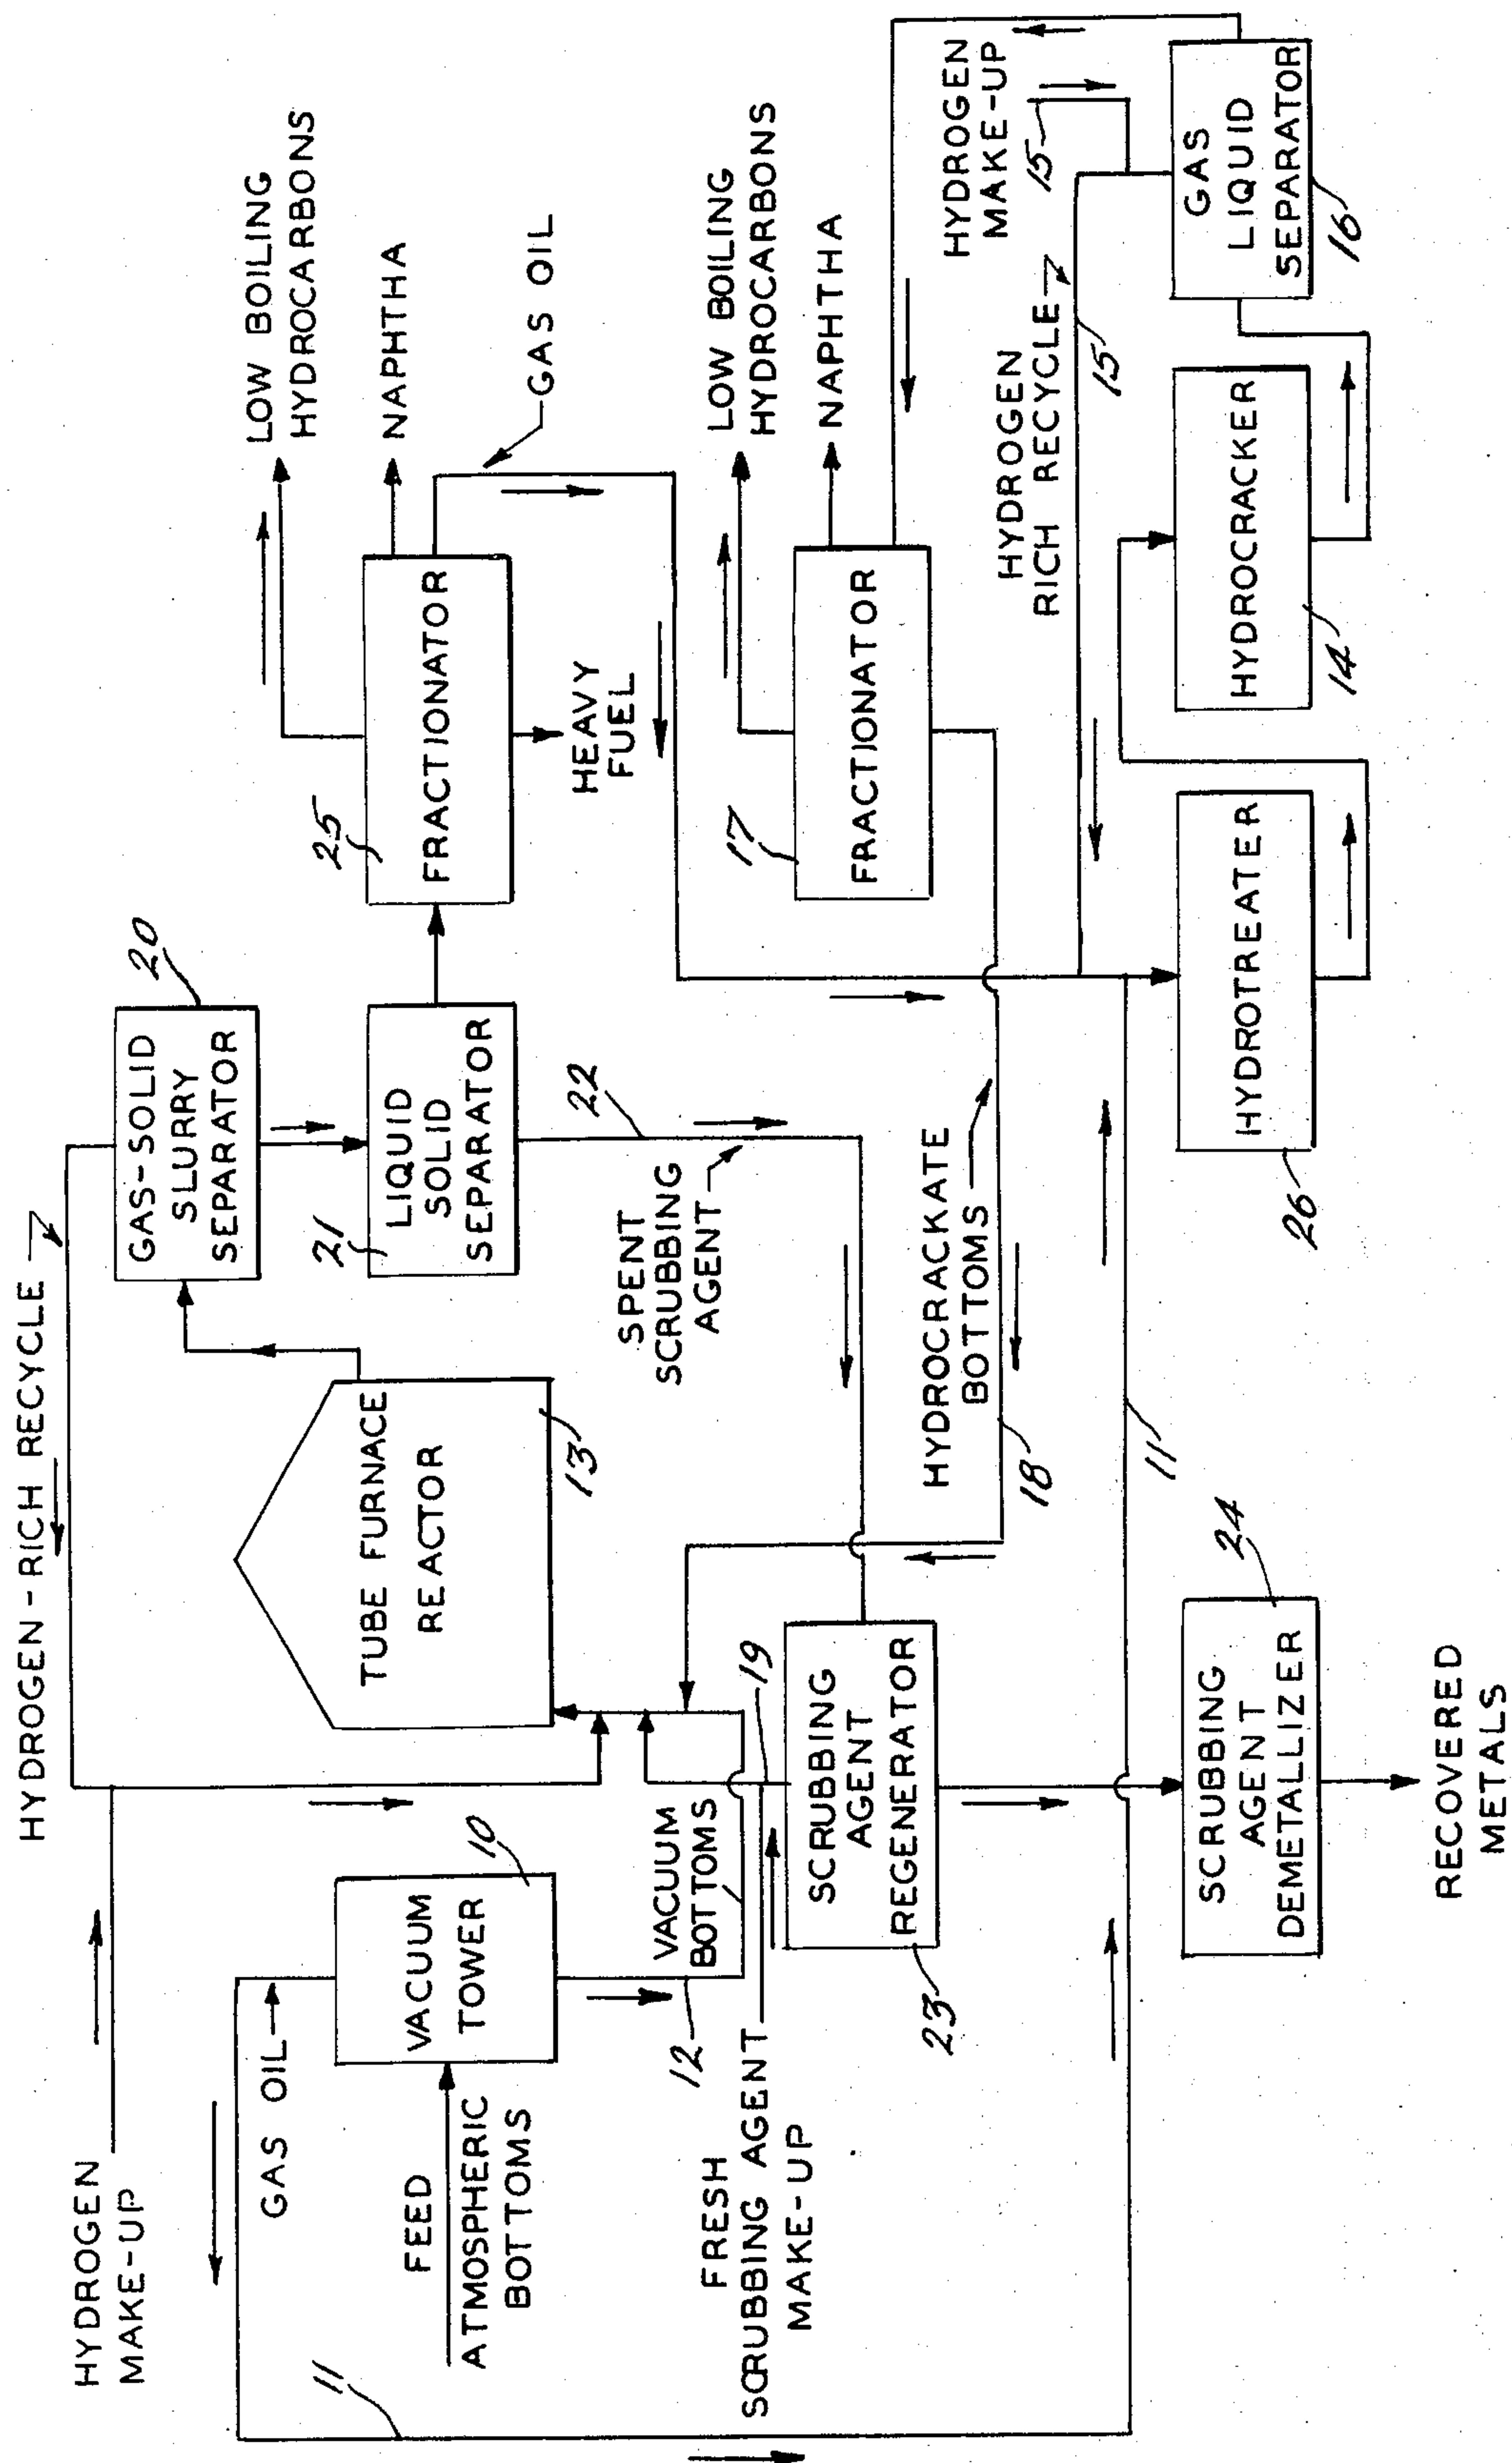 HYDROGEN-RICH RECYCLE
HYDROGEN
MAKE-UP
GAS OIL
11
FEED
ATMOSPHERIC
BOTTOMS
VACUUM
TOWER
10
12
VACUUM
BOTTOMS
FRESH
SCRUBBING AGENT
MAKE-UP
TUBE FURNACE
REACTOR
13
GAS-SOLID
SLURRY
SEPARATOR
20
LIQUID
SOLID
SEPARATOR
21
22
SPENT
SCRUBBING
AGENT
25
FRACTIONATOR
LOW BOILING
HYDROCARBONS
NAPHTHA
GAS OIL
HEAVY
FUEL
19
SCRUBBING
AGENT
REGENERATOR
23
HYDROCRACKATE
BOTTOMS
18
17
FRACTIONATOR
LOW BOILING
HYDROCARBONS
NAPHTHA
HYDROGEN
MAKE-UP
15
HYDROGEN
RICH RECYCLE
15
11
SCRUBBING
AGENT
DEMETALLIZER
24
RECOVERED
METALS
HYDROTREATER
26
HYDROCRACKER
14
GAS
LIQUID
SEPARATOR
16